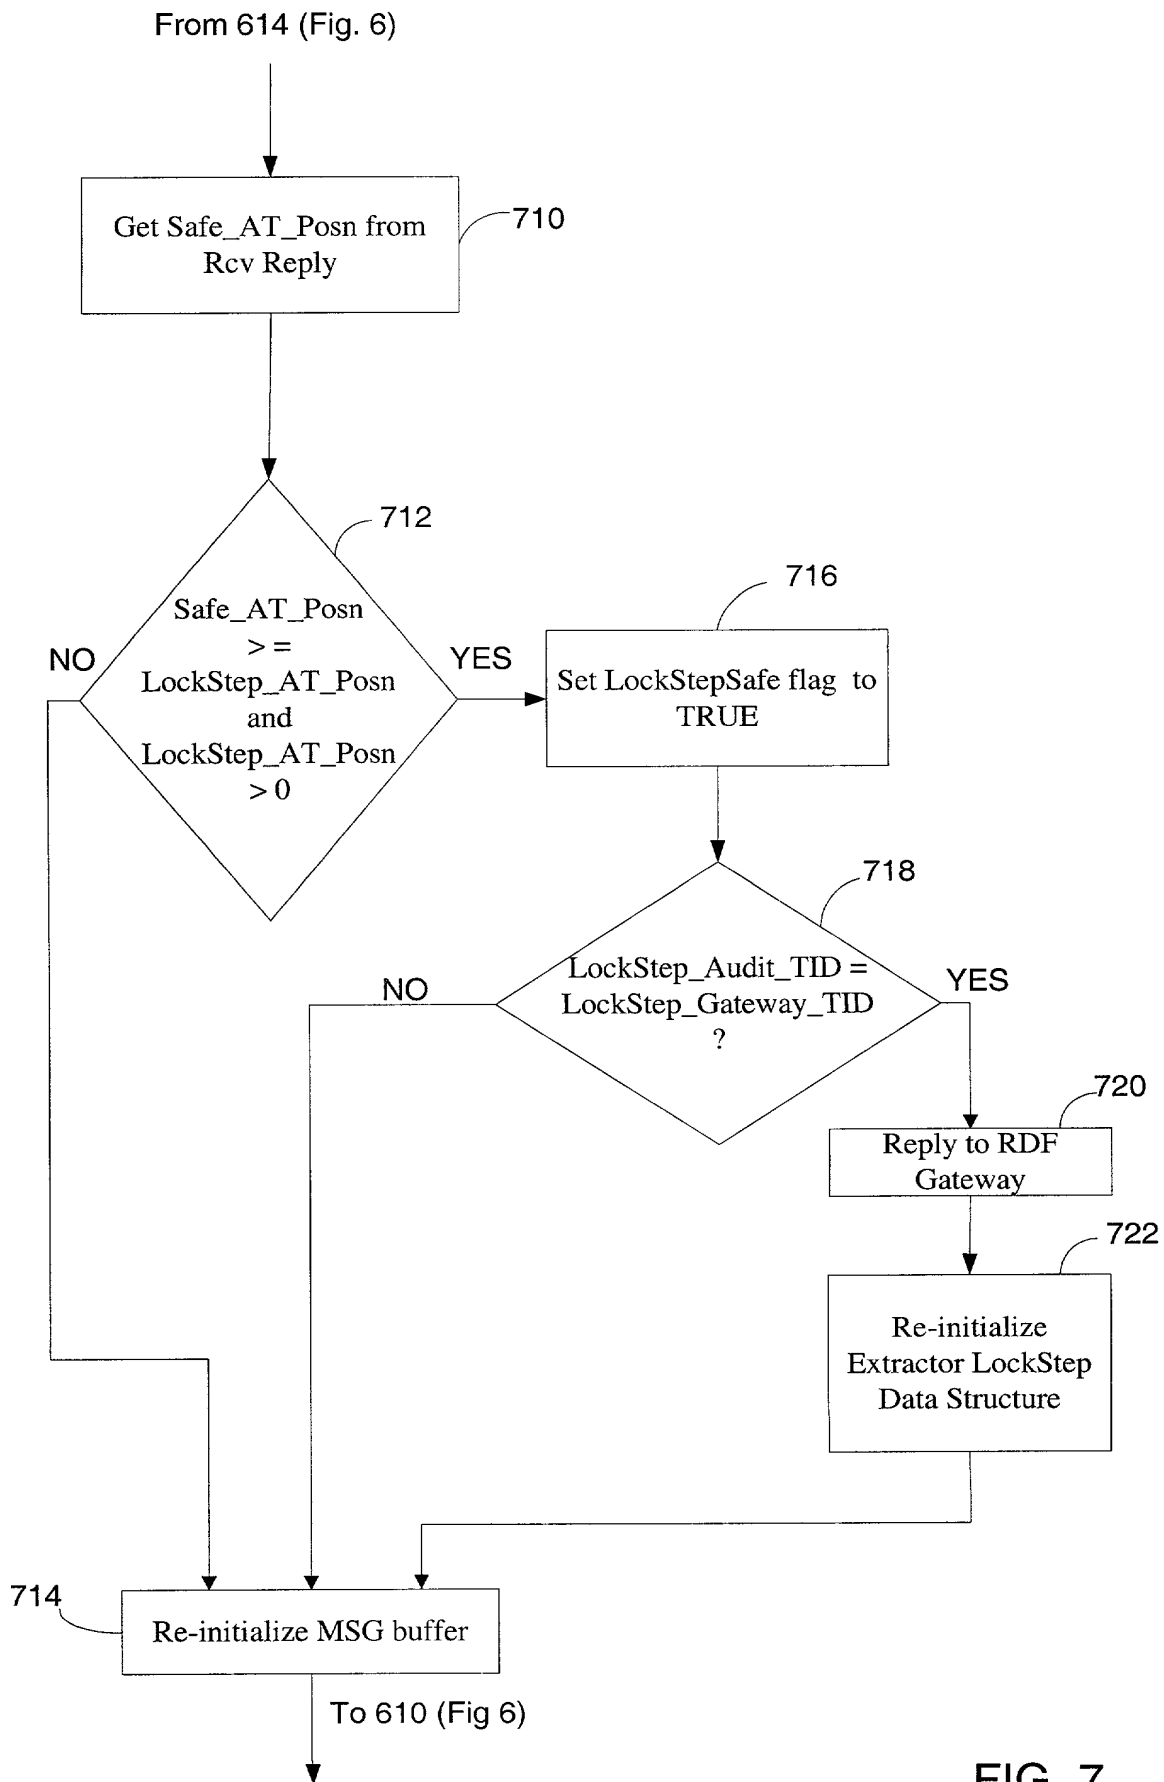 From 614 (Fig. 6)
Get Safe_AT_Posn from
Rcv Reply
710
712
Safe_AT_Posn
> =
LockStep_AT_Posn
and
LockStep_AT_Posn
> 0
NO
YES
716
Set LockStepSafe flag to
TRUE
718
LockStep_Audit_TID =
LockStep_Gateway_TID
?
NO
YES
720
Reply to RDF
Gateway
722
Re-initialize
Extractor LockStep
Data Structure
714
Re-initialize MSG buffer
To 610 (Fig 6)
FIG. 7